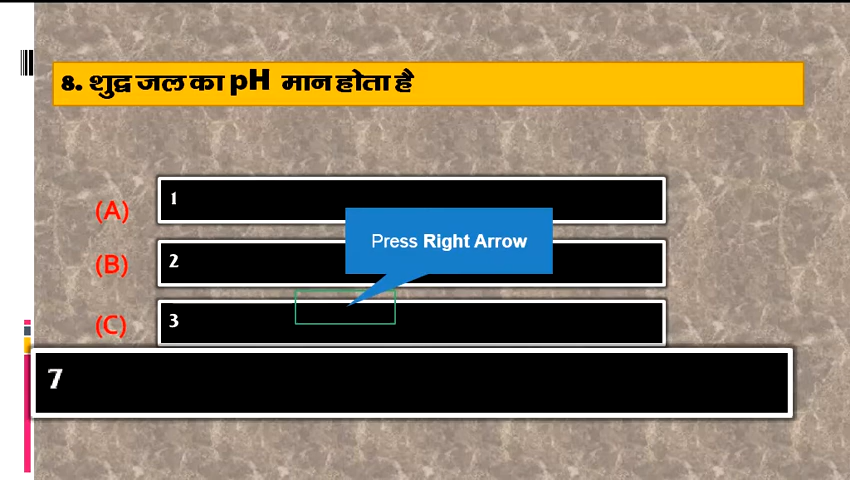 8. शुद्व जल का pH मान होता है
(A) 1
Press Right Arrow
(B) 2
(C) 3
7